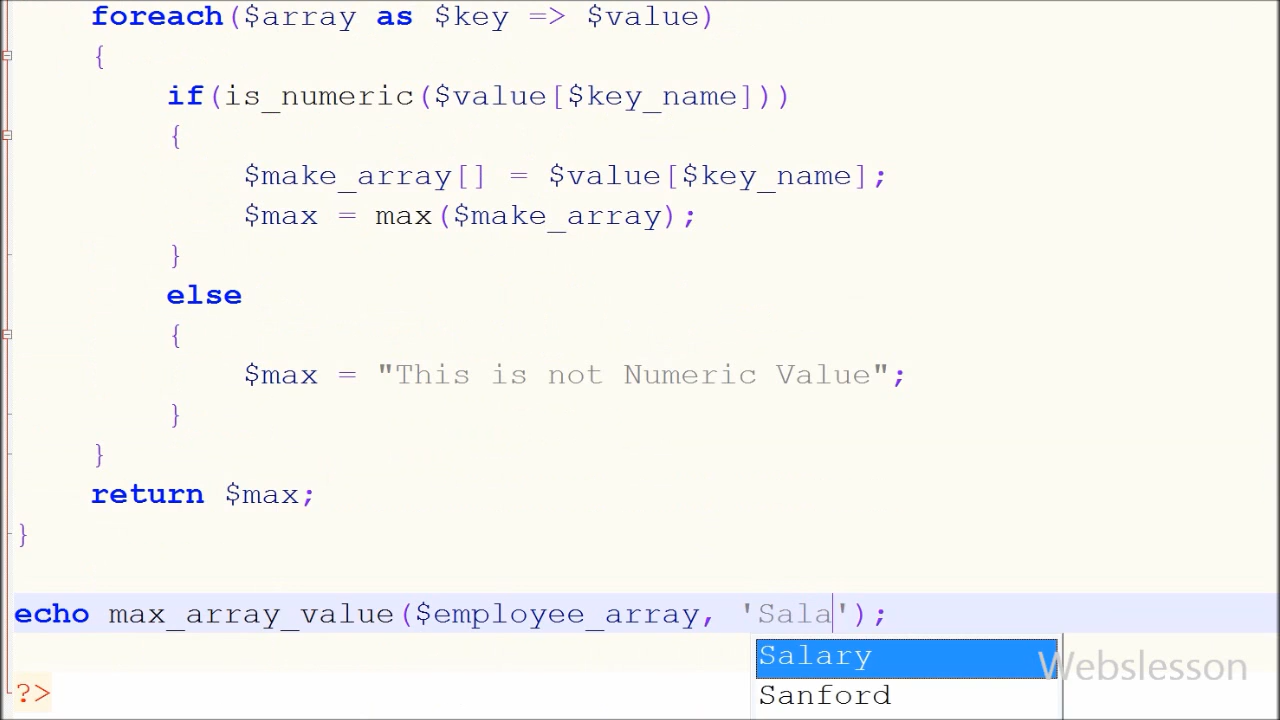 foreach($array as $key => $value)
{
if(is_numeric($value[$key_name]))
{
$make_array[] = $value[$key_name];
$max = max($make_array);
}
else
{
$max = "This is not Numeric Value";
}
}
return $max;
}
echo max_array_value($employee_array, 'Sala');
Salary
Webslesson
?>
Sanford